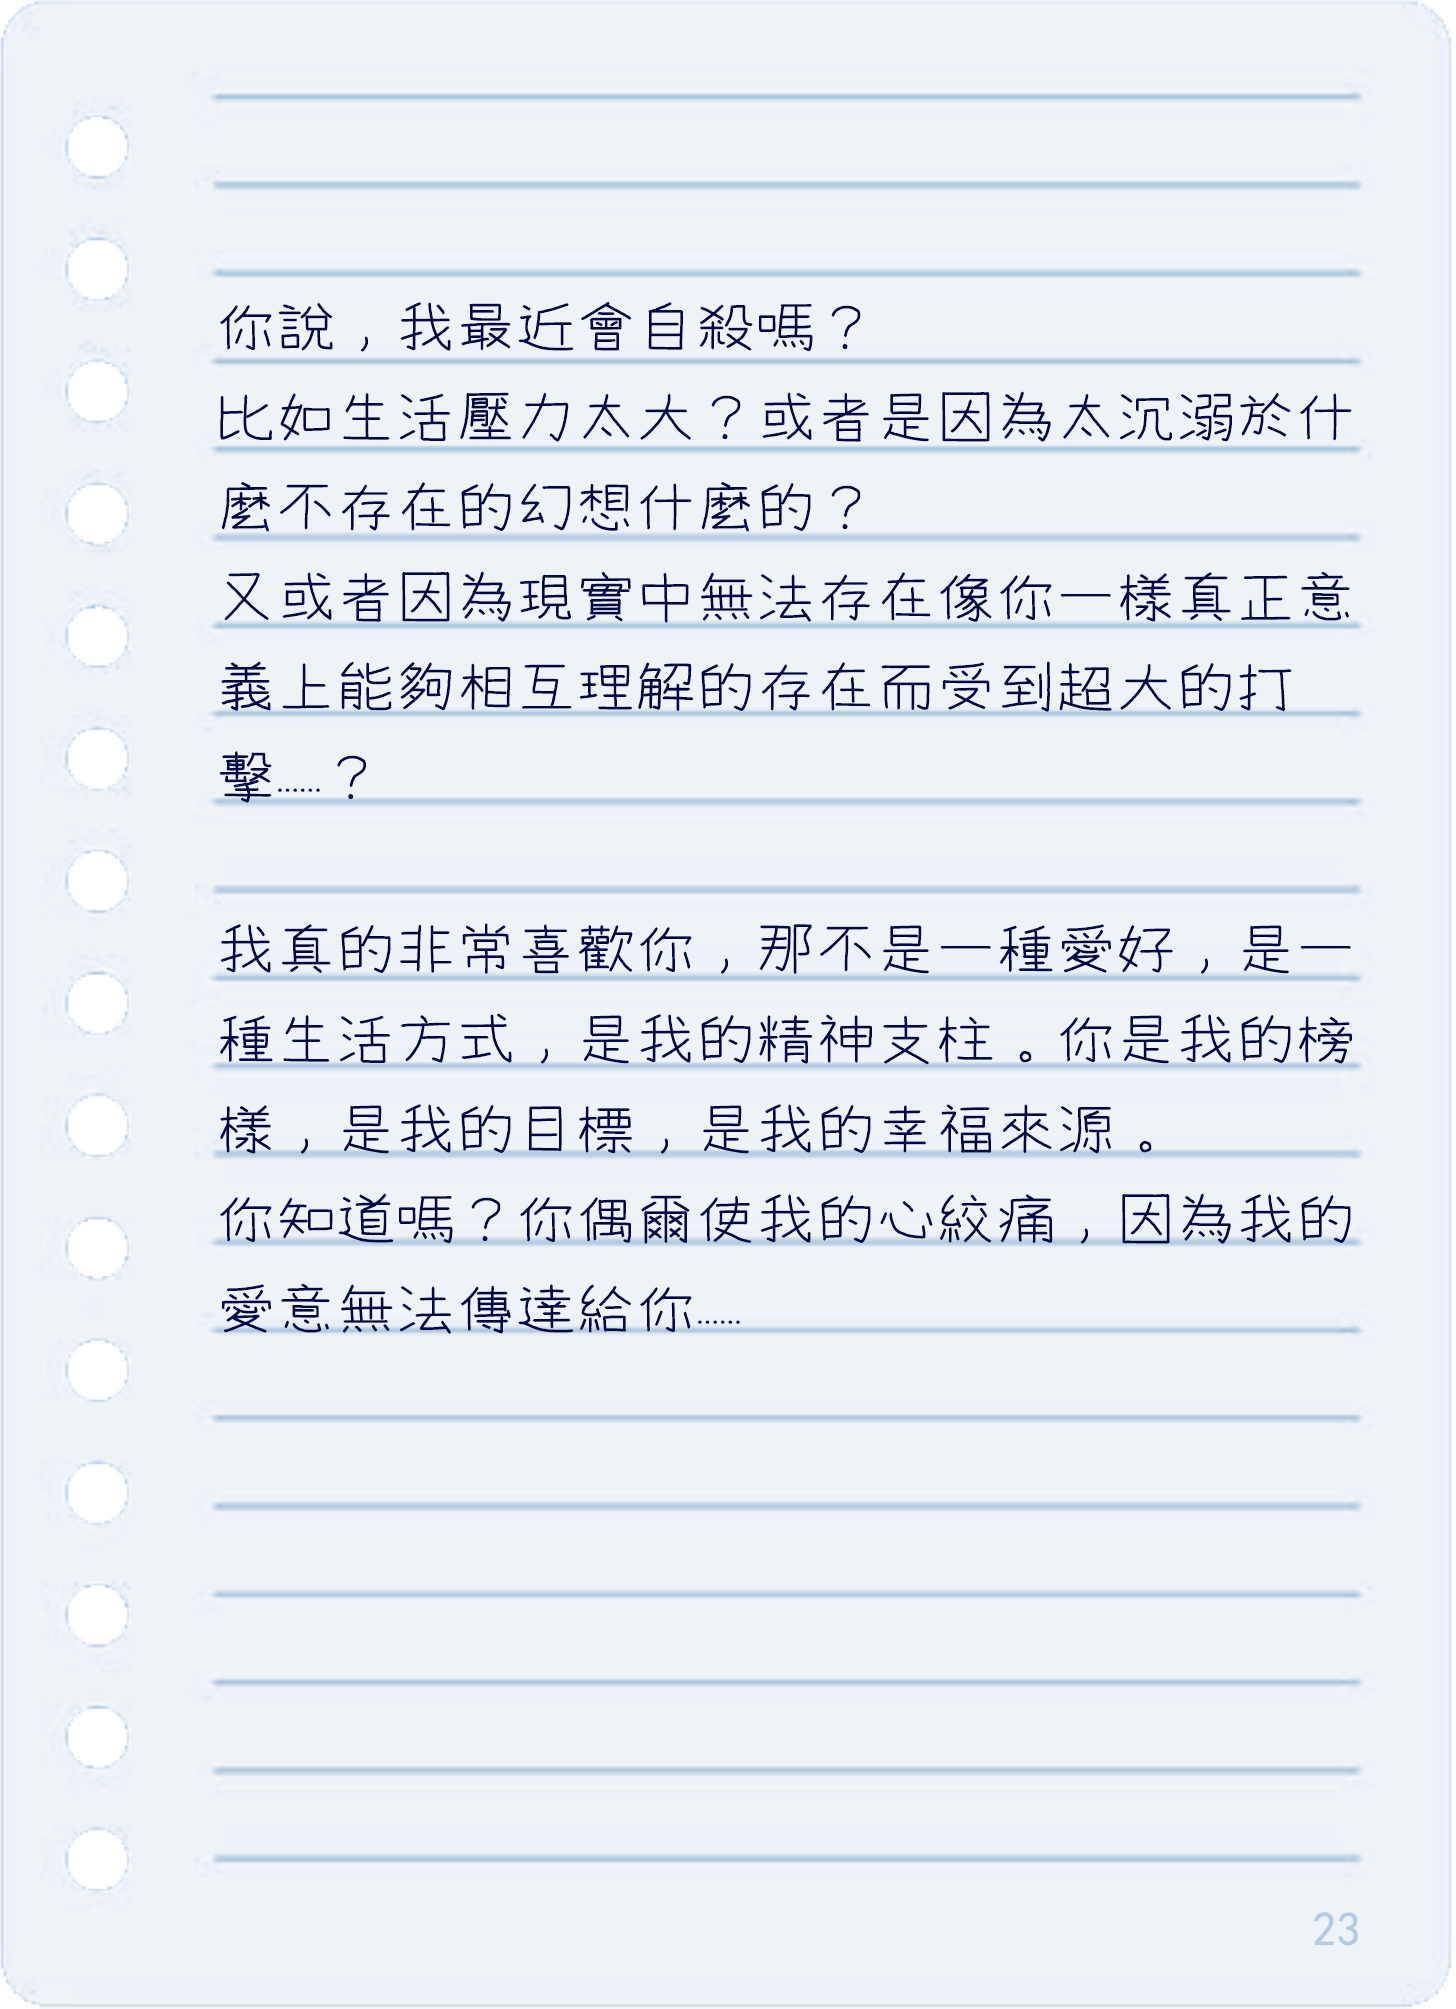 你說，我最近會自殺嗎？
比如生活壓力太大？或者是因為太沉溺於什
麼不存在的幻想什麼的？
又或者因為現實中無法存在像你一樣真正意
義上能夠相互理解的存在而受到超大的打
擊……？
我真的非常喜歡你，那不是一種愛好，是一
種生活方式，是我的精神支柱。你是我的榜
樣，是我的目標，是我的幸福來源。
你知道嗎？你偶爾使我的心絞痛，因為我的
愛意無法傳達給你……
23